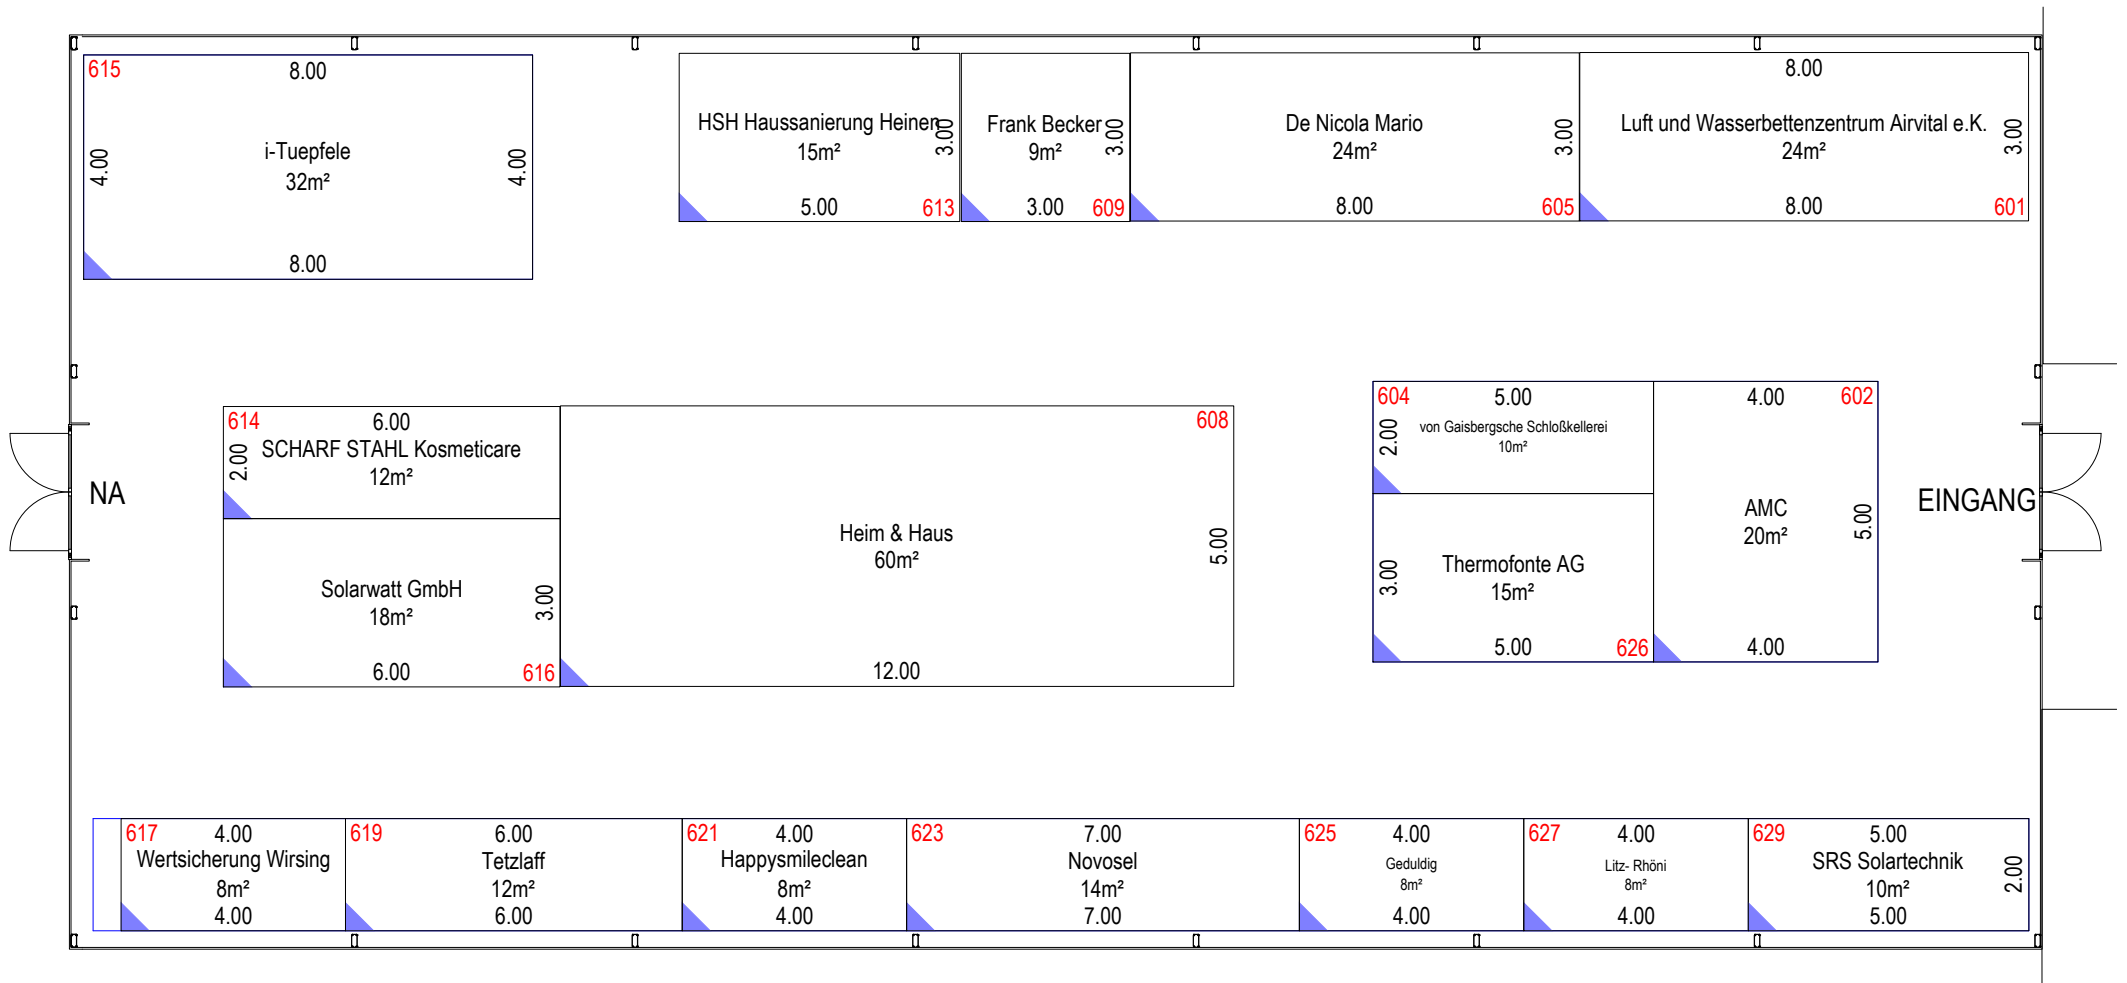 615
8.00
4.00
i-Tuepfele
32m²
4.00
8.00
HSH Haussanierung Heinen
15m²
3.00
5.00
613
Frank Becker
9m²
3.00
3.00
609
De Nicola Mario
24m²
3.00
8.00
605
8.00
Luft und Wasserbettenzentrum Airvital e.K.
24m²
3.00
8.00
601
NA
614
6.00
2.00
SCHARF STAHL Kosmeticare
12m²
Solarwatt GmbH
18m²
3.00
6.00
616
608
Heim & Haus
60m²
5.00
12.00
604
5.00
2.00
von Gaisbergsche Schloßkellerei
10m²
3.00
Thermofonte AG
15m²
5.00
626
4.00
602
AMC
20m²
5.00
4.00
EINGANG
617
4.00
Wertsicherung Wirsing
8m²
4.00
619
6.00
Tetzlaff
12m²
6.00
621
4.00
Happysmileclean
8m²
4.00
623
7.00
Novosel
14m²
7.00
625
4.00
Geduldig
8m²
4.00
627
4.00
Litz- Rhöni
8m²
4.00
629
5.00
SRS Solartechnik
10m²
2.00
5.00